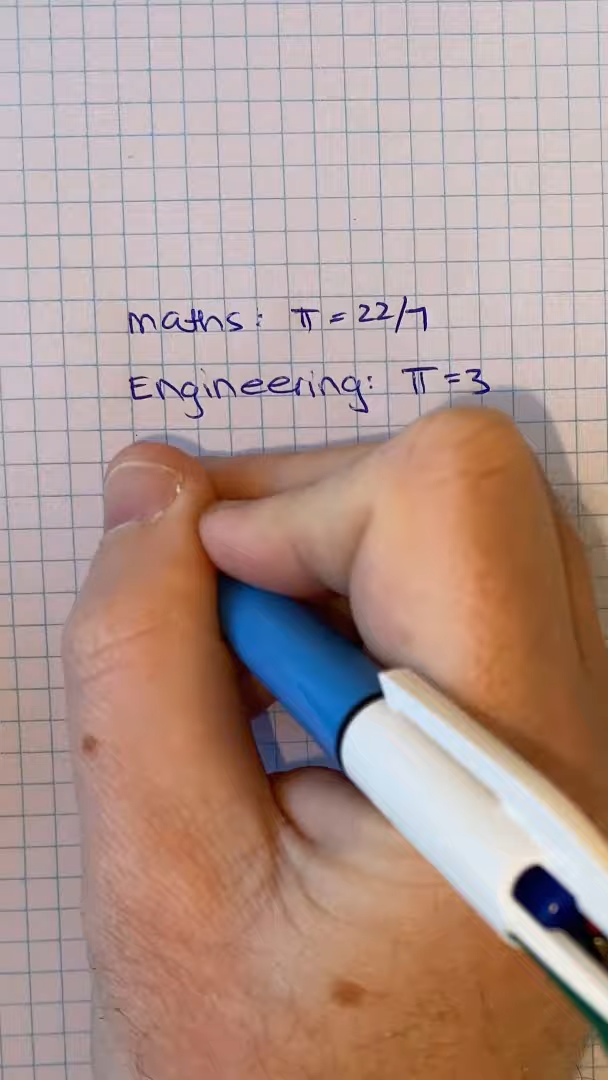 maths: π = 22/7
Engineering: π = 3